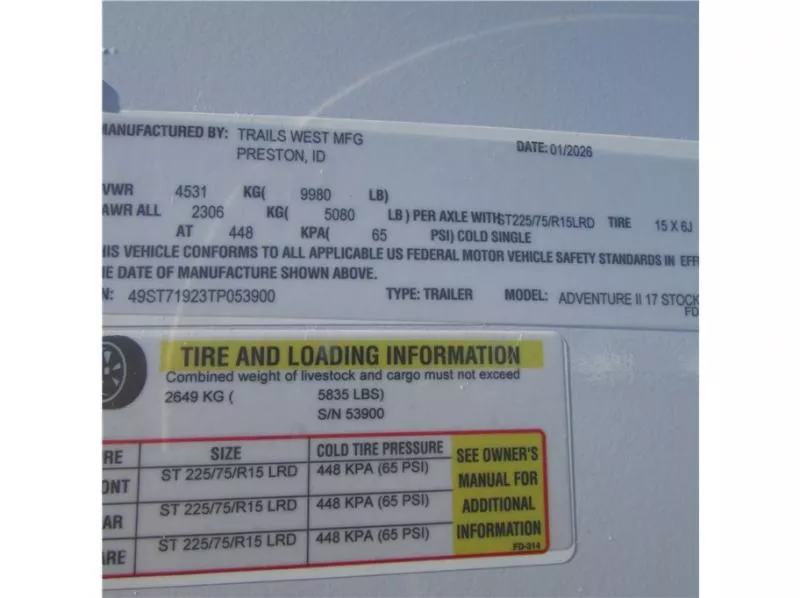 MANUFACTURED BY: TRAILS WEST MFG DATE: 01/2026
PRESTON, ID
VWR 4531 KG( 9980 LB)
AWR ALL 2306 KG( 5080 LB ) PER AXLE WITH ST225/75/R15LRD TIRE 15 X 6J
AT 448 KPA( 65 PSI) COLD SINGLE
HIS VEHICLE CONFORMS TO ALL APPLICABLE US FEDERAL MOTOR VEHICLE SAFETY STANDARDS IN EFF
HE DATE OF MANUFACTURE SHOWN ABOVE.
N: 49ST71923TP053900 TYPE: TRAILER MODEL: ADVENTURE II 17 STOCK
FD
TIRE AND LOADING INFORMATION
Combined weight of livestock and cargo must not exceed
2649 KG ( 5835 LBS)
S/N 53900
RE SIZE COLD TIRE PRESSURE SEE OWNER'S MANUAL FOR ADDITIONAL INFORMATION
ONT ST 225/75/R15 LRD 448 KPA (65 PSI)
AR ST 225/75/R15 LRD 448 KPA (65 PSI)
ARE ST 225/75/R15 LRD 448 KPA (65 PSI)
FD-314